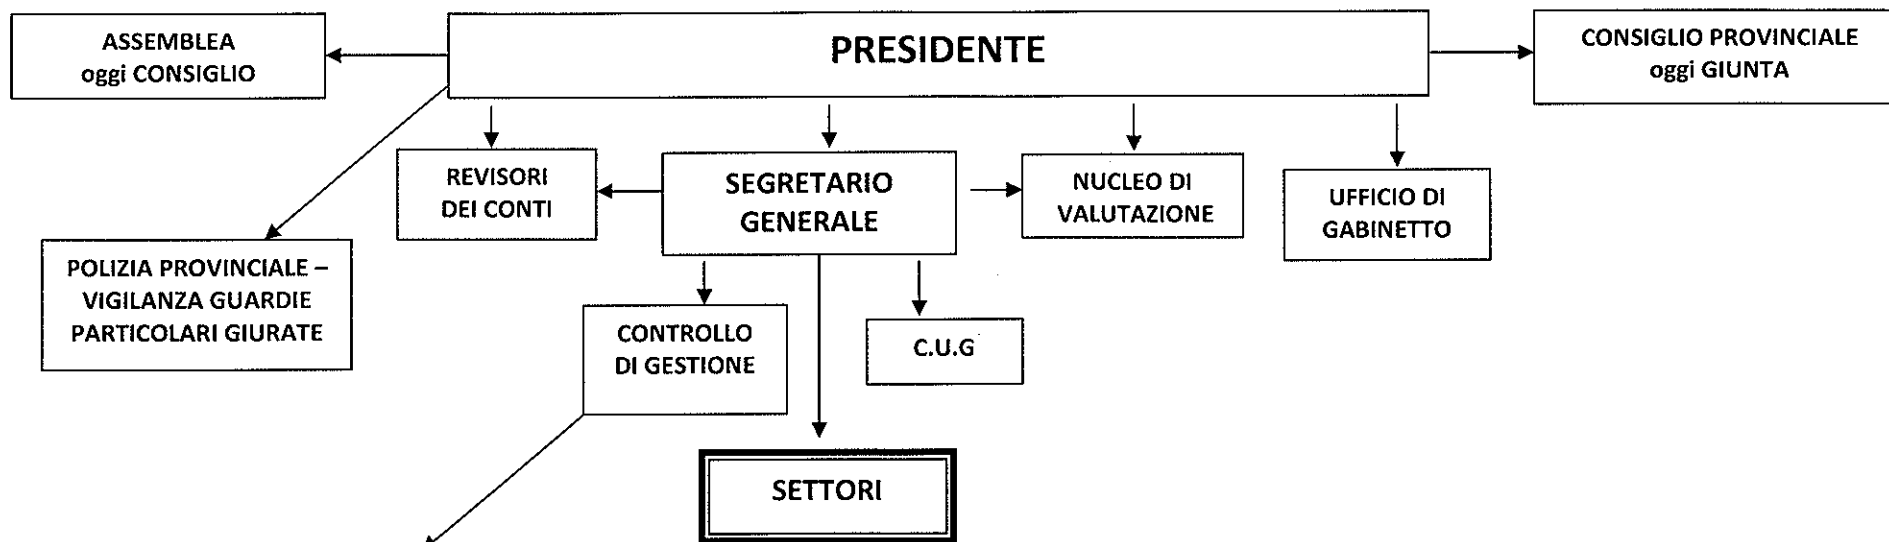 ASSEMBLEA
oggi CONSIGLIO
PRESIDENTE
CONSIGLIO PROVINCIALE
oggi GIUNTA
REVISORI
DEI CONTI
SEGRETARIO
GENERALE
NUCLEO DI
VALUTAZIONE
UFFICIO DI
GABINETTO
POLIZIA PROVINCIALE –
VIGILANZA GUARDIE
PARTICOLARI GIURATE
CONTROLLO
DI GESTIONE
C.U.G
SETTORI